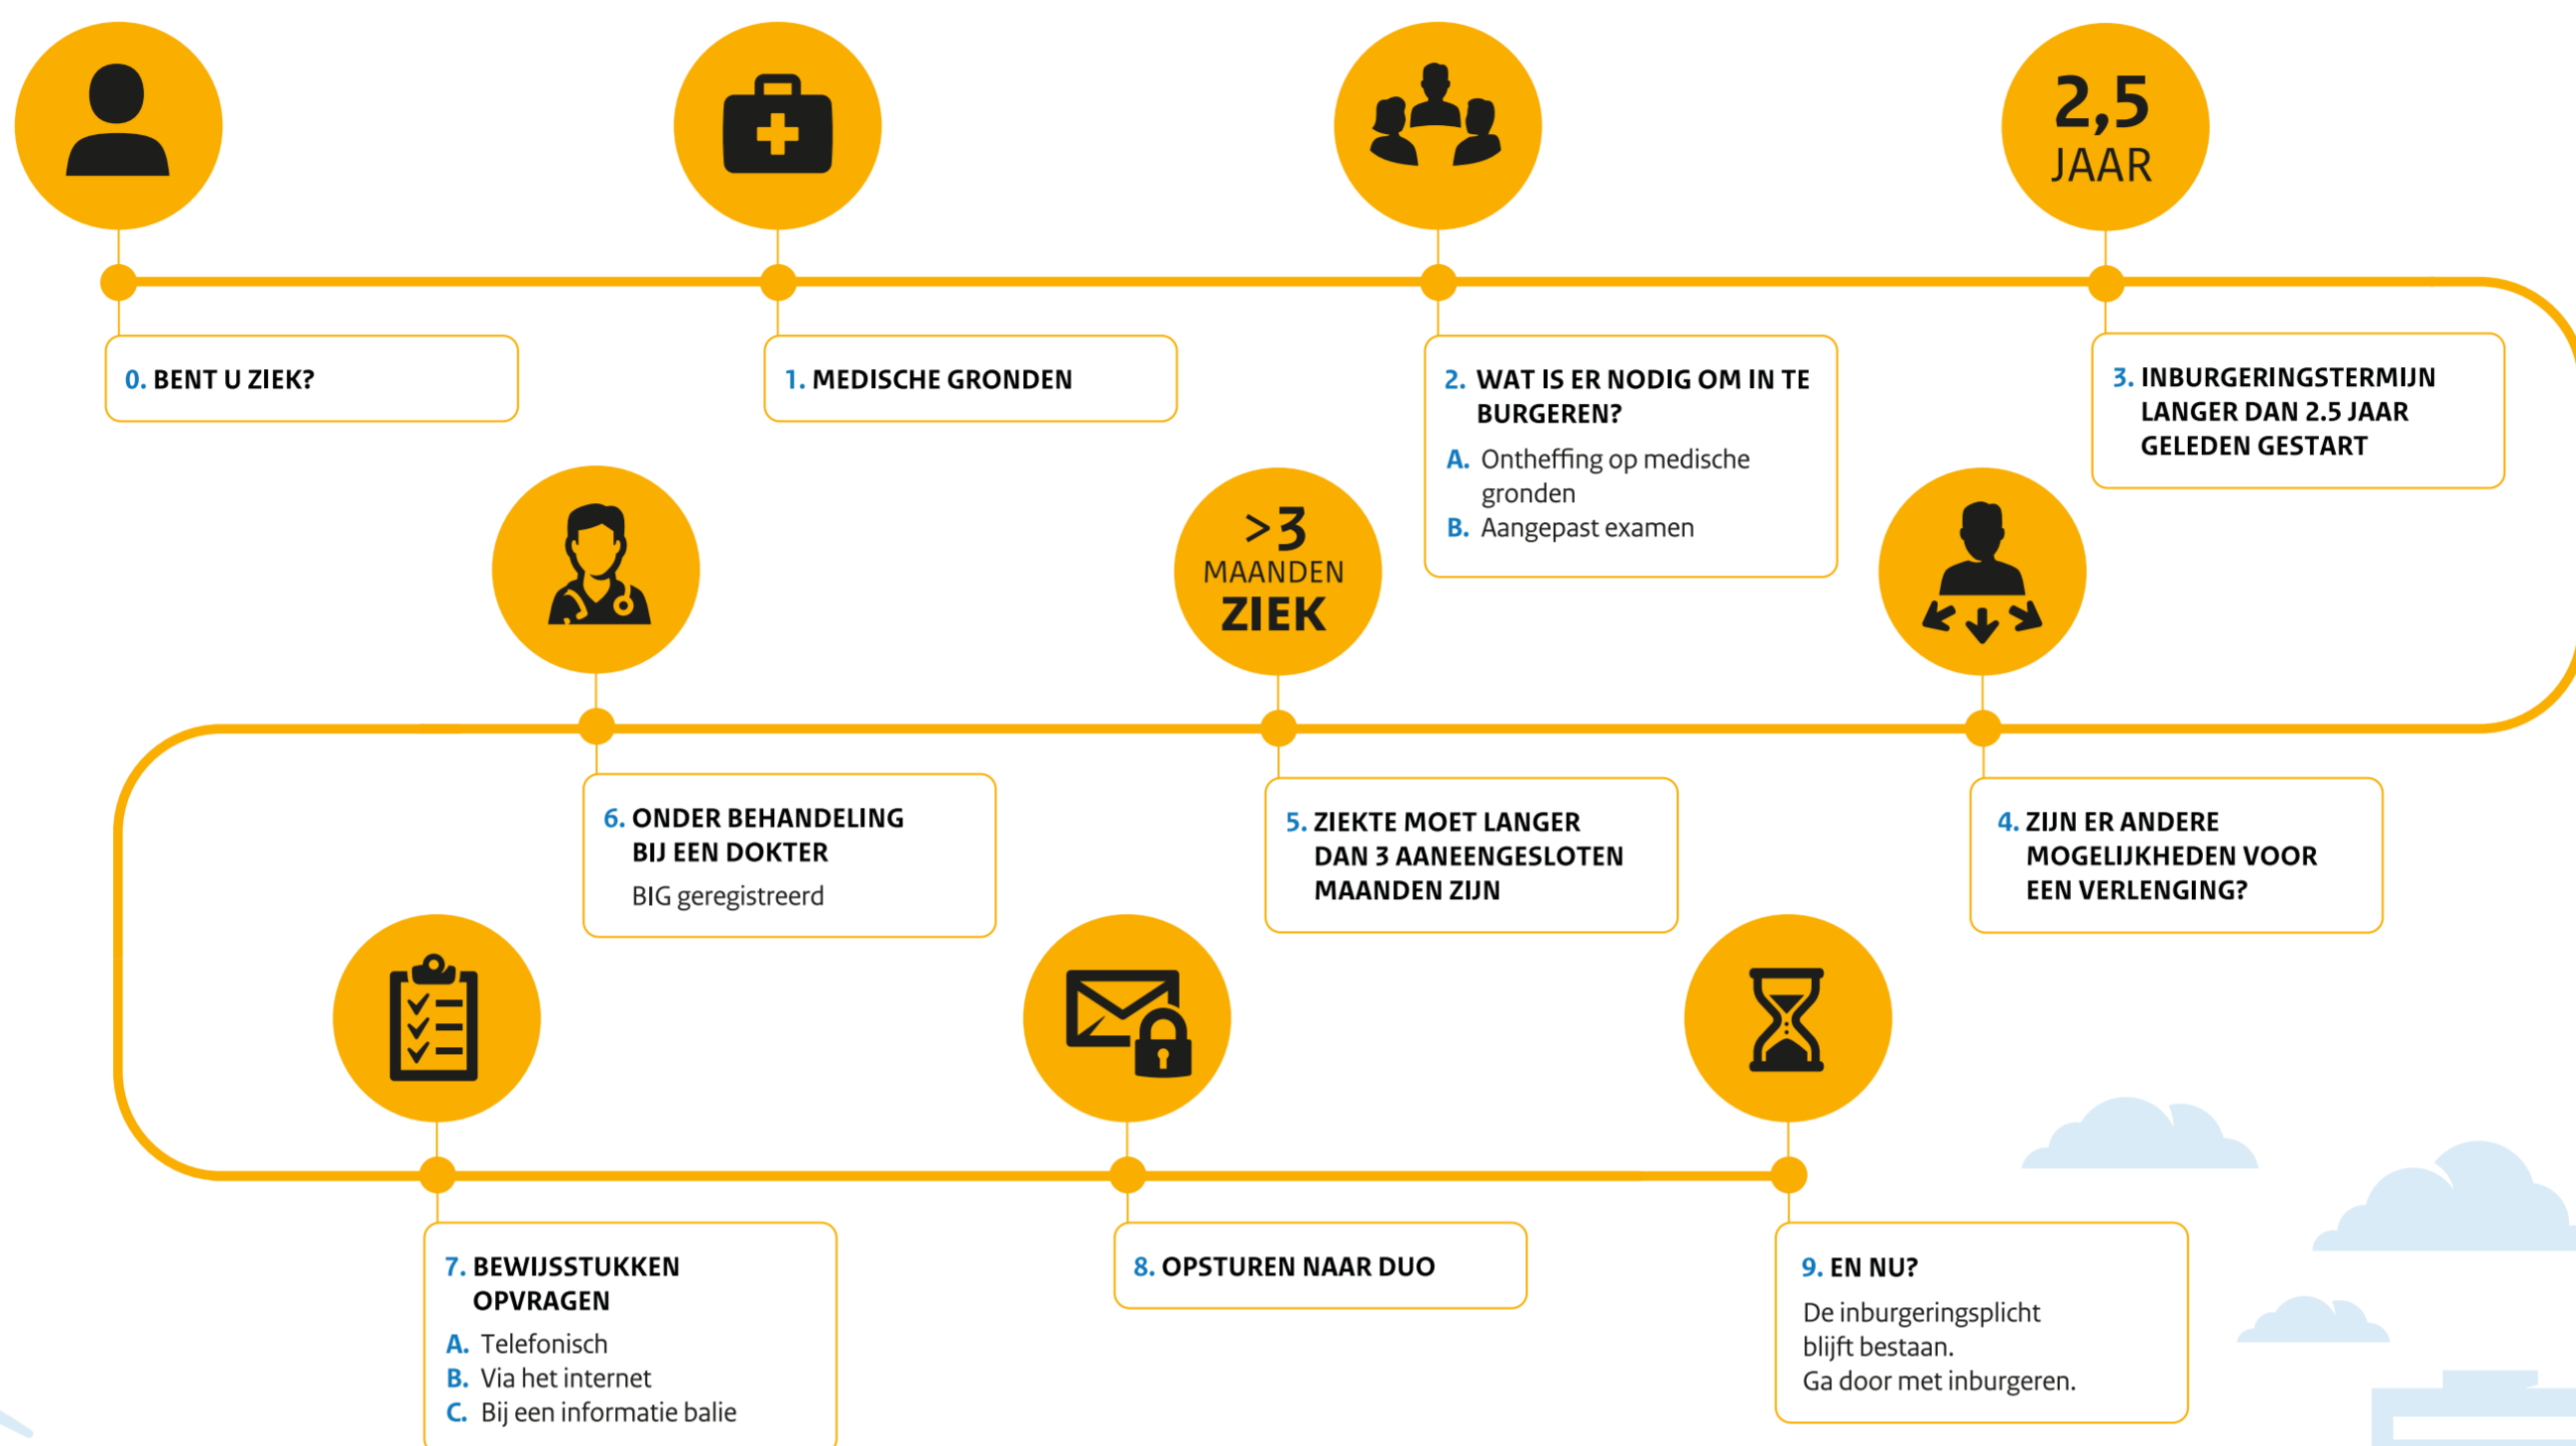 2,5
JAAR
0. BENT U ZIEK?
1. MEDISCHE GRONDEN
2. WAT IS ER NODIG OM IN TE
BURGEREN?
A. Ontheffing op medische
gronden
B. Aangepast examen
3. INBURGERINGSTERMIJN
LANGER DAN 2.5 JAAR
GELEDEN GESTART
4. ZIJN ER ANDERE
MOGELIJKHEDEN VOOR
EEN VERLENGING?
>3
MAANDEN
ZIEK
5. ZIEKTE MOET LANGER
DAN 3 AANEENGESLOTEN
MAANDEN ZIJN
6. ONDER BEHANDELING
BIJ EEN DOKTER
BIG geregistreerd
7. BEWIJSSTUKKEN
OPVRAGEN
A. Telefonisch
B. Via het internet
C. Bij een informatie balie
8. OPSTUREN NAAR DUO
9. EN NU?
De inburgeringsplicht
blijft bestaan.
Ga door met inburgeren.